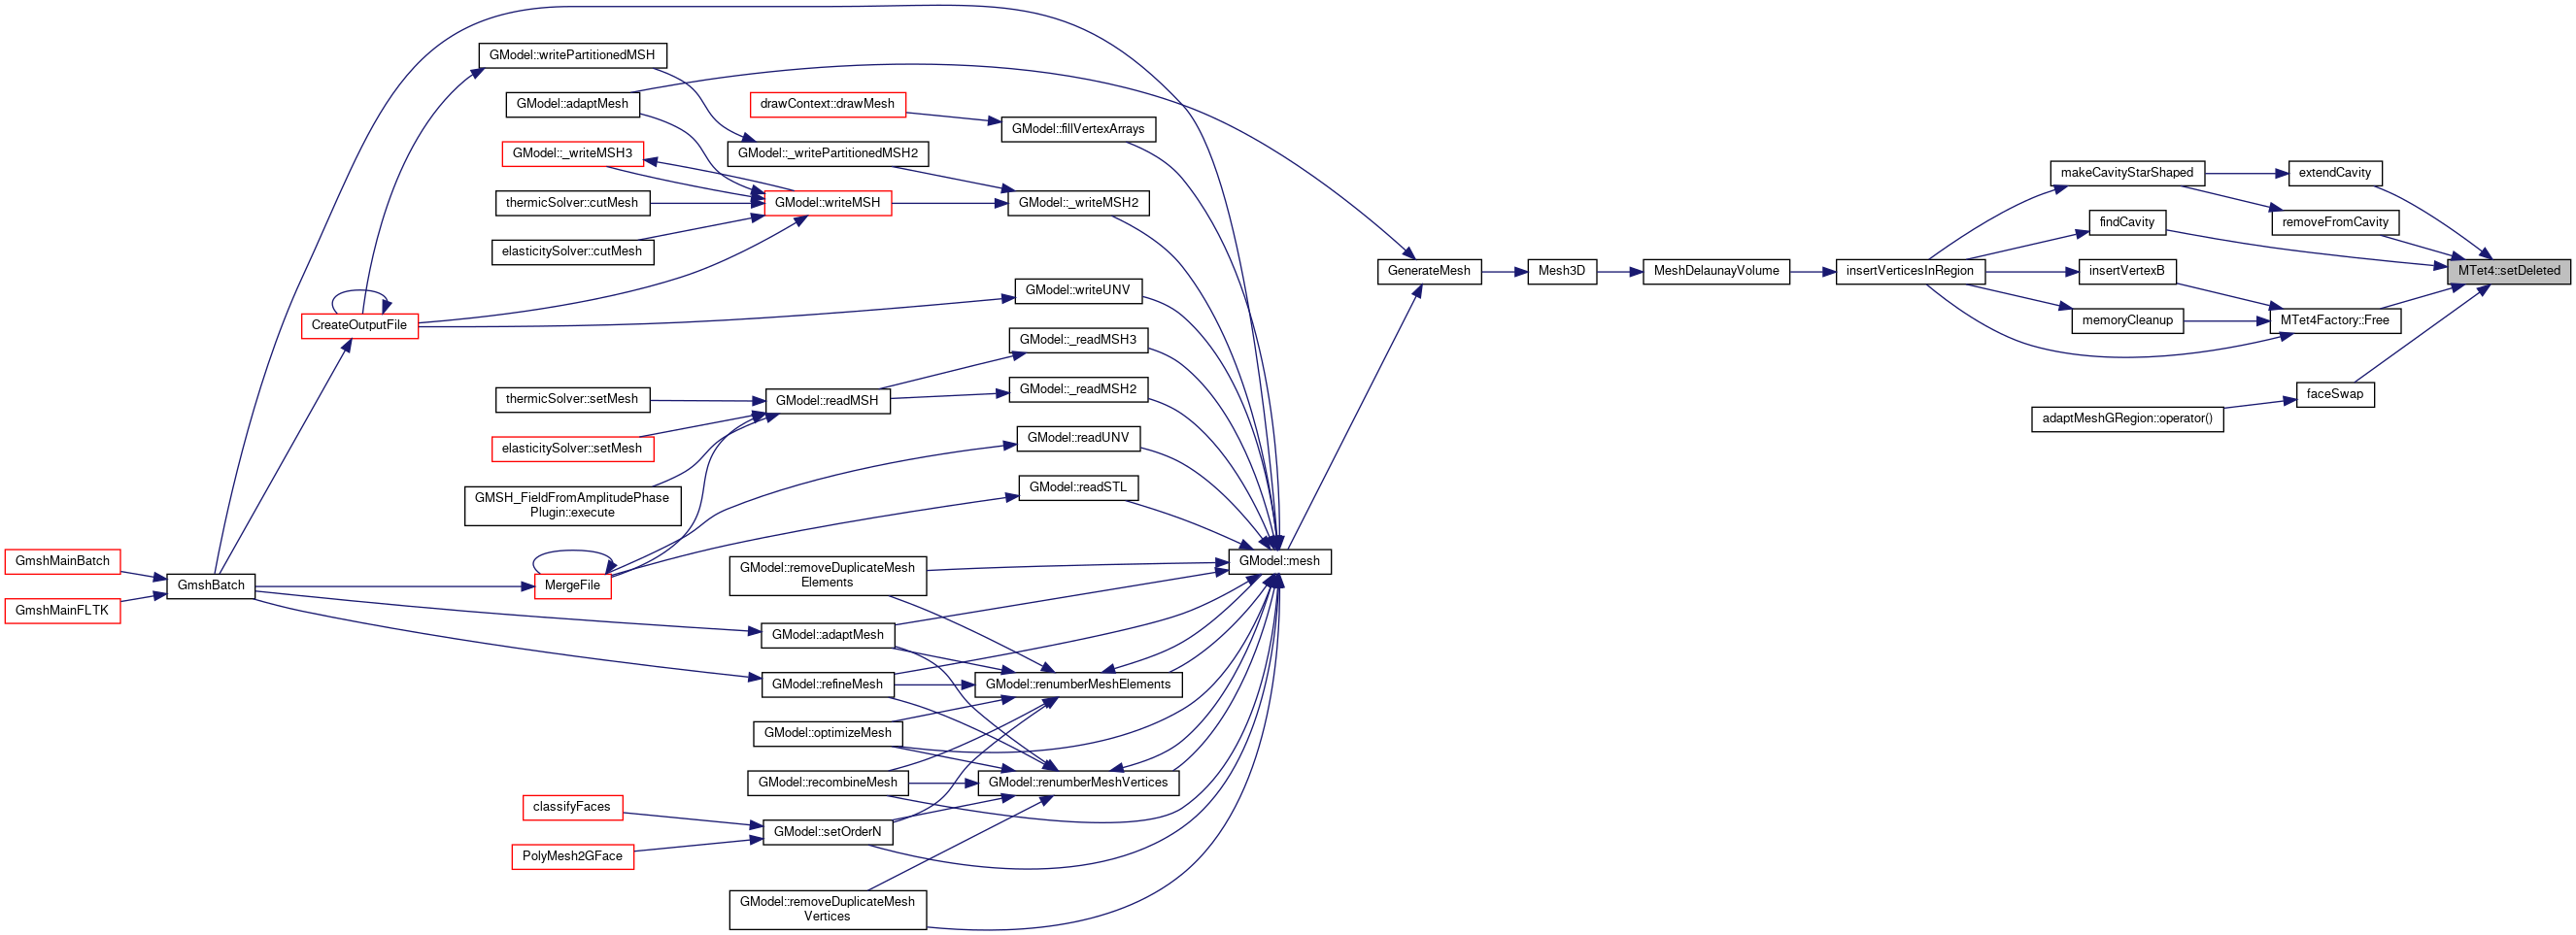 GModel::writePartitionedMSH
GModel::adaptMesh
drawContext::drawMesh
GModel::fillVertexArrays
GModel::_writeMSH3
GModel::_writePartitionedMSH2
thermicSolver::cutMesh
GModel::writeMSH
GModel::_writeMSH2
elasticitySolver::cutMesh
GModel::writeUNV
CreateOutputFile
GModel::_readMSH3
GModel::_readMSH2
thermicSolver::setMesh
GModel::readMSH
GModel::readUNV
elasticitySolver::setMesh
GModel::readSTL
GMSH_FieldFromAmplitudePhase
Plugin::execute
GmshMainBatch
GmshBatch
GmshMainFLTK
MergeFile
GModel::removeDuplicateMesh
Elements
GModel::mesh
GModel::adaptMesh
GModel::refineMesh
GModel::renumberMeshElements
GModel::optimizeMesh
GModel::recombineMesh
GModel::renumberMeshVertices
classifyFaces
GModel::setOrderN
PolyMesh2GFace
GModel::removeDuplicateMesh
Vertices
GenerateMesh
Mesh3D
MeshDelaunayVolume
insertVerticesInRegion
makeCavityStarShaped
extendCavity
findCavity
removeFromCavity
insertVertexB
MTet4::setDeleted
memoryCleanup
MTet4Factory::Free
faceSwap
adaptMeshGRegion::operator()